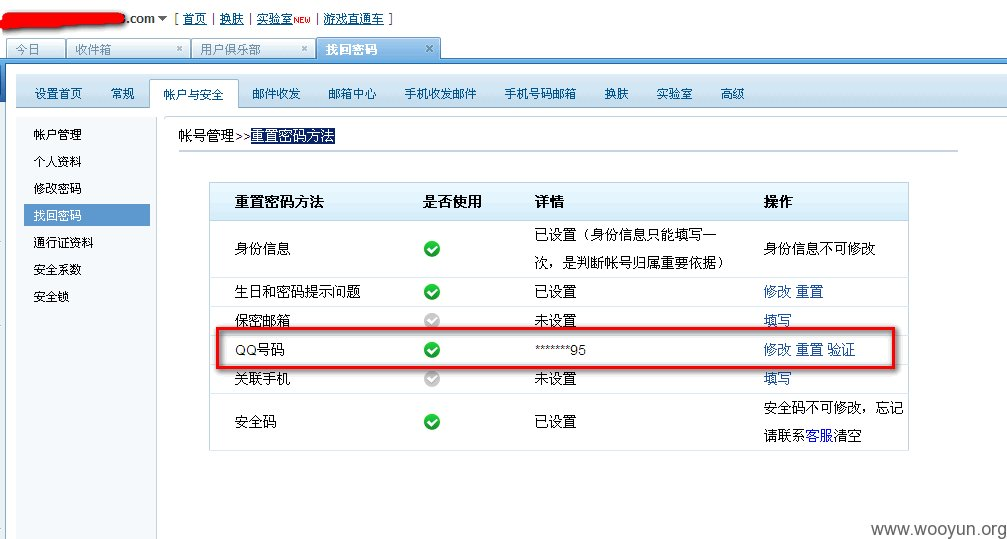 .com [ 首页 | 换肤 | 实验室NEW | 游戏直通车 ]
今日 收件箱 × 用户俱乐部 × 找回密码 ×
设置首页 常规 帐户与安全 邮件收发 邮箱中心 手机收发邮件 手机号码邮箱 换肤 实验室 高级
帐户管理
个人资料
修改密码
找回密码
通行证资料
安全系数
安全锁
帐号管理>>重置密码方法
重置密码方法 是否使用 详情 操作
身份信息 已设置（身份信息只能填写一次，是判断帐号归属重要依据） 身份信息不可修改
生日和密码提示问题 已设置 修改 重置
保密邮箱 未设置 填写
QQ号码 *******95 修改 重置 验证
关联手机 未设置 填写
安全码 已设置 安全码不可修改，忘记请联系客服清空
www.wooyun.org